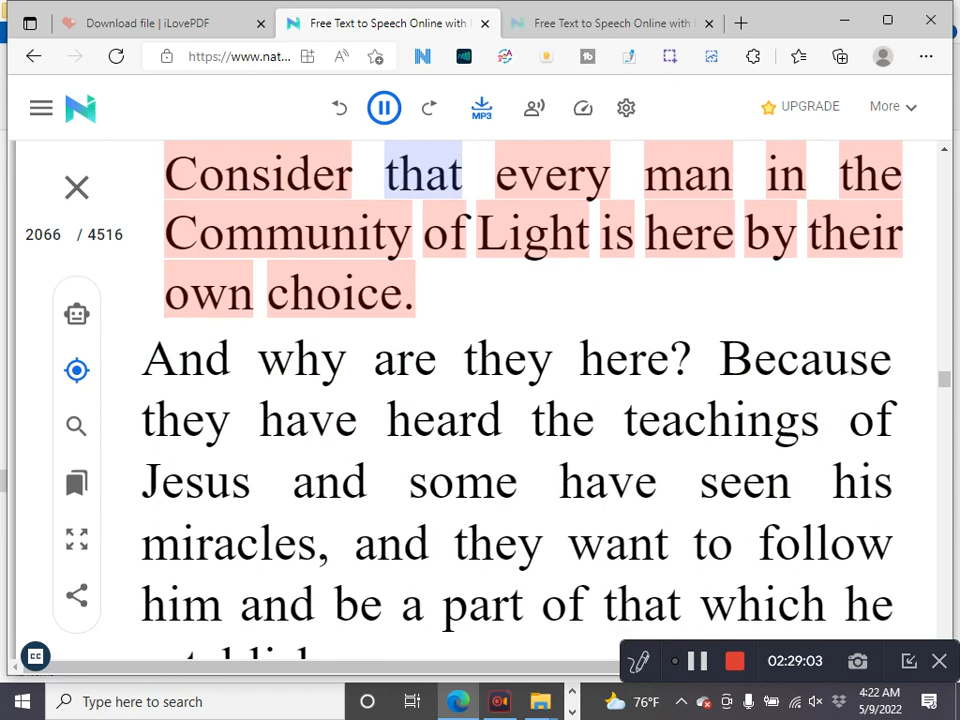 Download file | iLovePDF
Free Text to Speech Online with
Free Text to Speech Online with
https://www.nat...
MP3
UPGRADE
More
Consider that every man in the
Community of Light is here by their
own choice.
2066 / 4516
And why are they here? Because
they have heard the teachings of
Jesus and some have seen his
miracles, and they want to follow
him and be a part of that which he
CC
02:29:03
Type here to search
76°F
4:22 AM
5/9/2022